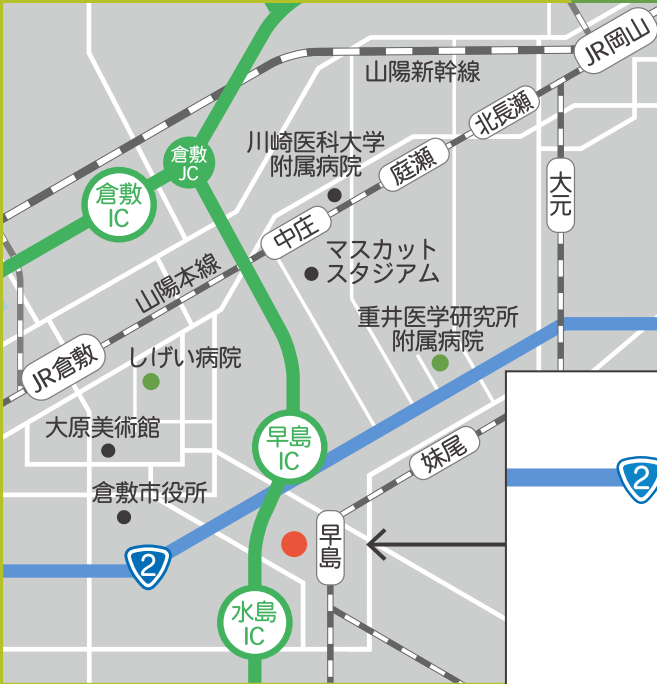 JR岡山
山陽新幹線
北長瀬
川崎医科大学
附属病院
倉敷
JC
庭瀬
倉敷
IC
大元
中庄
マスカット
スタジアム
山陽本線
重井医学研究所
附属病院
JR倉敷
しげい病院
大原美術館
早島
IC
妹尾
2
倉敷市役所
早島
2
水島
IC